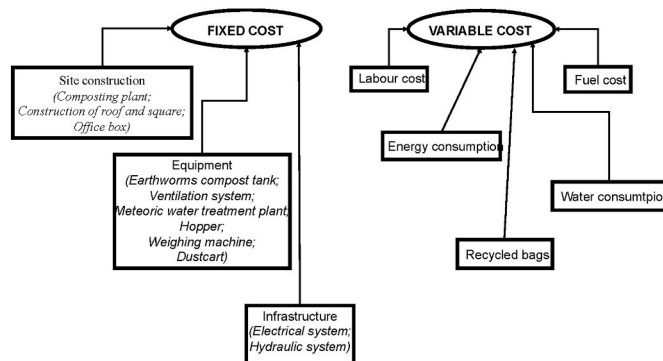 FIXED COST
Site construction
(Composting plant;
Construction of roof and square;
Office box)
Equipment
(Earthworms compost tank;
Ventilation system;
Meteoric water treatment plant;
Hopper;
Weighing machine;
Dustcart)
Infrastructure
(Electrical system;
Hydraulic system)
VARIABLE COST
Labour cost
Fuel cost
Energy consumption
Water consumtpio
Recycled bags